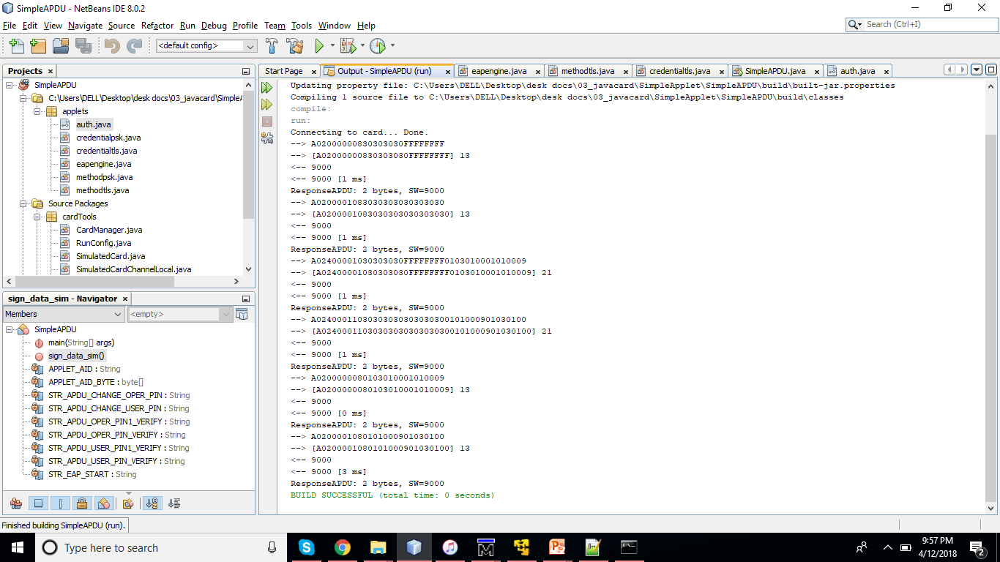 SimpleAPDU - NetBeans IDE 8.0.2
File Edit View Navigate Source Refactor Run Debug Profile Team Tools Window Help
Search (Ctrl+I)
<default config>
Projects
SimpleAPDU
C:\Users\DELL\Desktop\desk docs\03_javacard\SimpleA
applets
auth.java
credentialpsk.java
credentialtls.java
eapengine.java
methodpsk.java
methodtls.java
Source Packages
cardTools
CardManager.java
RunConfig.java
SimulatedCard.java
SimulatedCardChannelLocal.java
sign_data_sim - Navigator
Members
<empty>
SimpleAPDU
main(String[] args)
sign_data_sim()
APPLET_AID : String
APPLET_AID_BYTE : byte[]
STR_APDU_CHANGE_OPER_PIN : String
STR_APDU_CHANGE_USER_PIN : String
STR_APDU_OPER_PIN1_VERIFY : String
STR_APDU_OPER_PIN_VERIFY : String
STR_APDU_USER_PIN1_VERIFY : String
STR_APDU_USER_PIN_VERIFY : String
STR_EAP_START : String
Start Page Output - SimpleAPDU (run) eapengine.java methodtls.java credentialtls.java SimpleAPDU.java auth.java
Updating property file: C:\Users\DELL\Desktop\desk docs\03_javacard\SimpleApplet\SimpleAPDU\build\built-jar.properties
Compiling 1 source file to C:\Users\DELL\Desktop\desk docs\03_javacard\SimpleApplet\SimpleAPDU\build\classes
compile:
run:
Connecting to card... Done.
--> A02000000830303030FFFFFFFF
--> [A02000000830303030FFFFFFFF] 13
<-- 9000
<-- 9000 [1 ms]
ResponseAPDU: 2 bytes, SW=9000
--> A0200001083030303030303030
--> [A0200001083030303030303030] 13
<-- 9000
<-- 9000 [1 ms]
ResponseAPDU: 2 bytes, SW=9000
--> A02400001030303030FFFFFFFF0103010001010009
--> [A02400001030303030FFFFFFFF0103010001010009] 21
<-- 9000
<-- 9000 [1 ms]
ResponseAPDU: 2 bytes, SW=9000
--> A02400011030303030303030300101000901030100
--> [A02400011030303030303030300101000901030100] 21
<-- 9000
<-- 9000 [1 ms]
ResponseAPDU: 2 bytes, SW=9000
--> A0200000080103010001010009
--> [A0200000080103010001010009] 13
<-- 9000
<-- 9000 [0 ms]
ResponseAPDU: 2 bytes, SW=9000
--> A0200001080101000901030100
--> [A0200001080101000901030100] 13
<-- 9000
<-- 9000 [3 ms]
ResponseAPDU: 2 bytes, SW=9000
BUILD SUCCESSFUL (total time: 0 seconds)
Finished building SimpleAPDU (run).
Type here to search
9:57 PM
4/12/2018
2